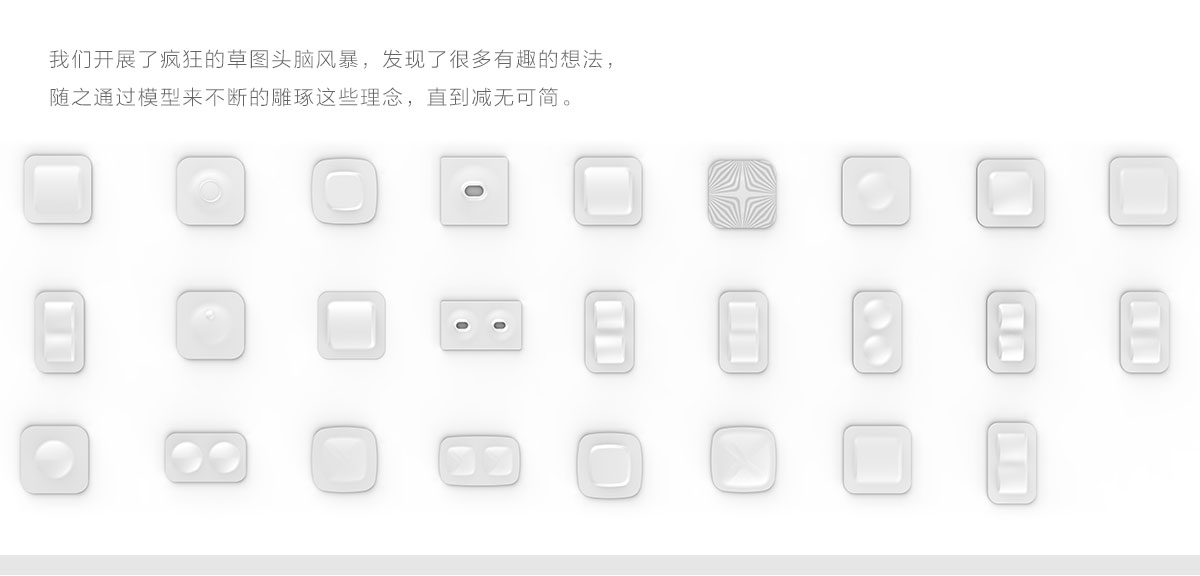 我们开展了疯狂的草图头脑风暴，发现了很多有趣的想法，
随之通过模型来不断的雕琢这些理念，直到减无可简。